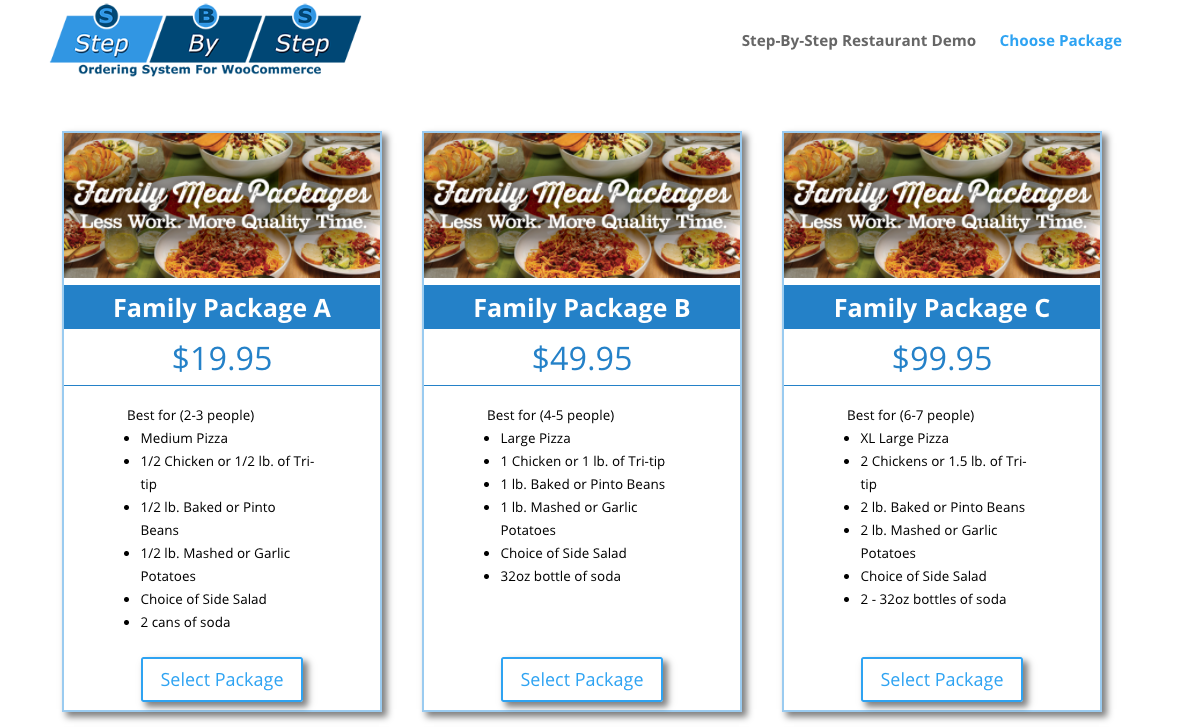 S B S
Step By Step
Ordering System For WooCommerce
Step-By-Step Restaurant Demo Choose Package
Family Meal Packages
Less Work. More Quality Time.
Family Package A
$19.95
Best for (2-3 people)
• Medium Pizza
• 1/2 Chicken or 1/2 lb. of Tri-
tip
• 1/2 lb. Baked or Pinto
Beans
• 1/2 lb. Mashed or Garlic
Potatoes
• Choice of Side Salad
• 2 cans of soda
Select Package
Family Meal Packages
Less Work. More Quality Time.
Family Package B
$49.95
Best for (4-5 people)
• Large Pizza
• 1 Chicken or 1 lb. of Tri-tip
• 1 lb. Baked or Pinto Beans
• 1 lb. Mashed or Garlic
Potatoes
• Choice of Side Salad
• 32oz bottle of soda
Select Package
Family Meal Packages
Less Work. More Quality Time.
Family Package C
$99.95
Best for (6-7 people)
• XL Large Pizza
• 2 Chickens or 1.5 lb. of Tri-
tip
• 2 lb. Baked or Pinto Beans
• 2 lb. Mashed or Garlic
Potatoes
• Choice of Side Salad
• 2 - 32oz bottles of soda
Select Package